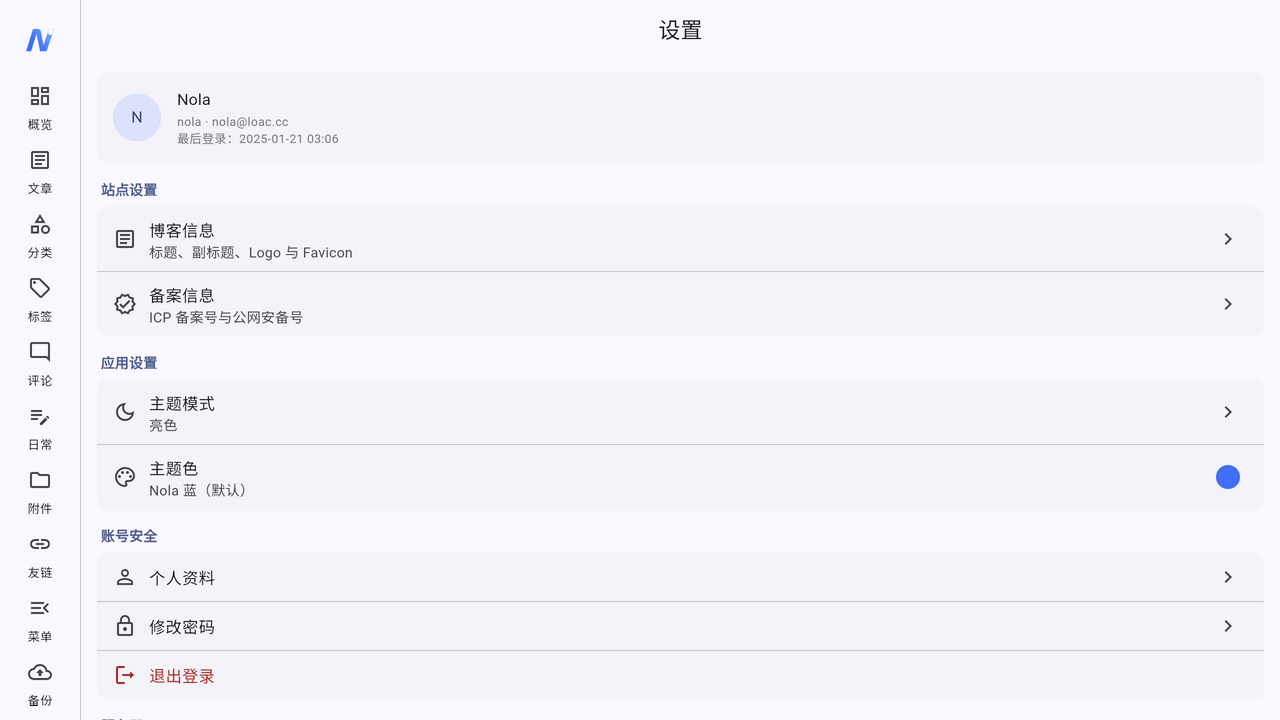 N
概览
文章
分类
标签
评论
日常
附件
友链
菜单
备份
设置
N
Nola
nola · nola@loac.cc
最后登录：2025-01-21 03:06
站点设置
博客信息
标题、副标题、Logo 与 Favicon
备案信息
ICP 备案号与公网安备号
应用设置
主题模式
亮色
主题色
Nola 蓝（默认）
账号安全
个人资料
修改密码
退出登录